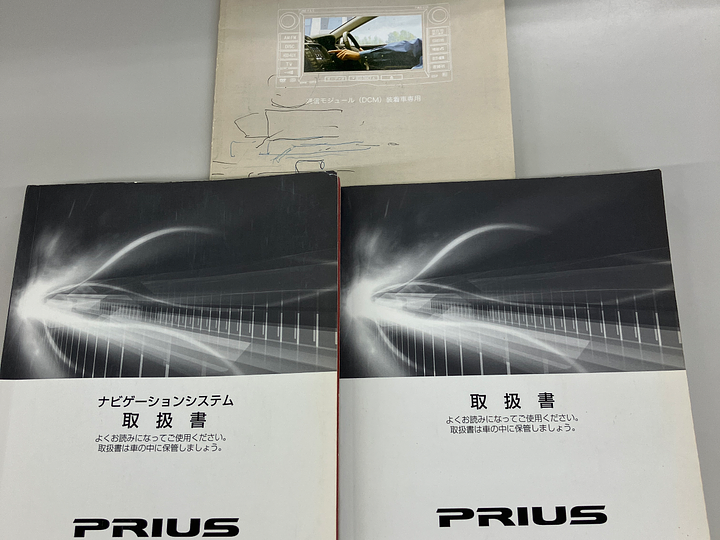 通信モジュール（DCM）装着車専用
ナビゲーションシステム
取扱書
よくお読みになってご使用ください。
取扱書は車の中に保管しましょう。
PRIUS
取扱書
よくお読みになってご使用ください。
取扱書は車の中に保管しましょう。
PRIUS